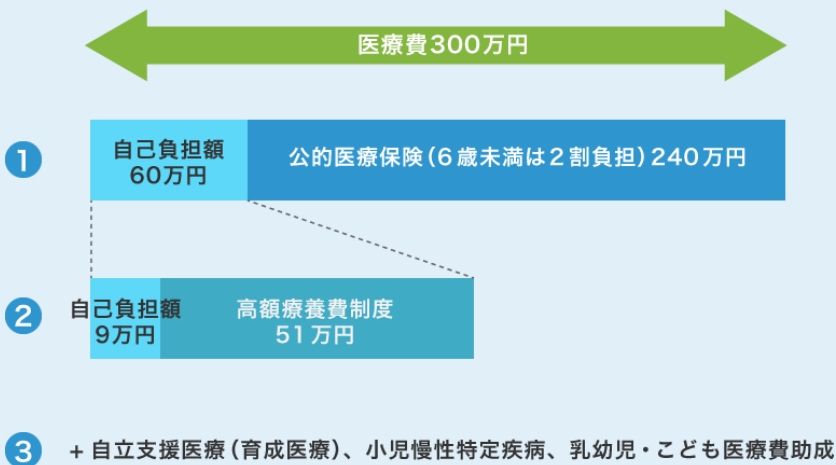 医療費300万円
1
自己負担額
60万円
公的医療保険(6歳未満は2割負担)240万円
2
自己負担額
9万円
高額療養費制度
51万円
3
+ 自立支援医療(育成医療)、小児慢性特定疾病、乳幼児・こども医療費助成